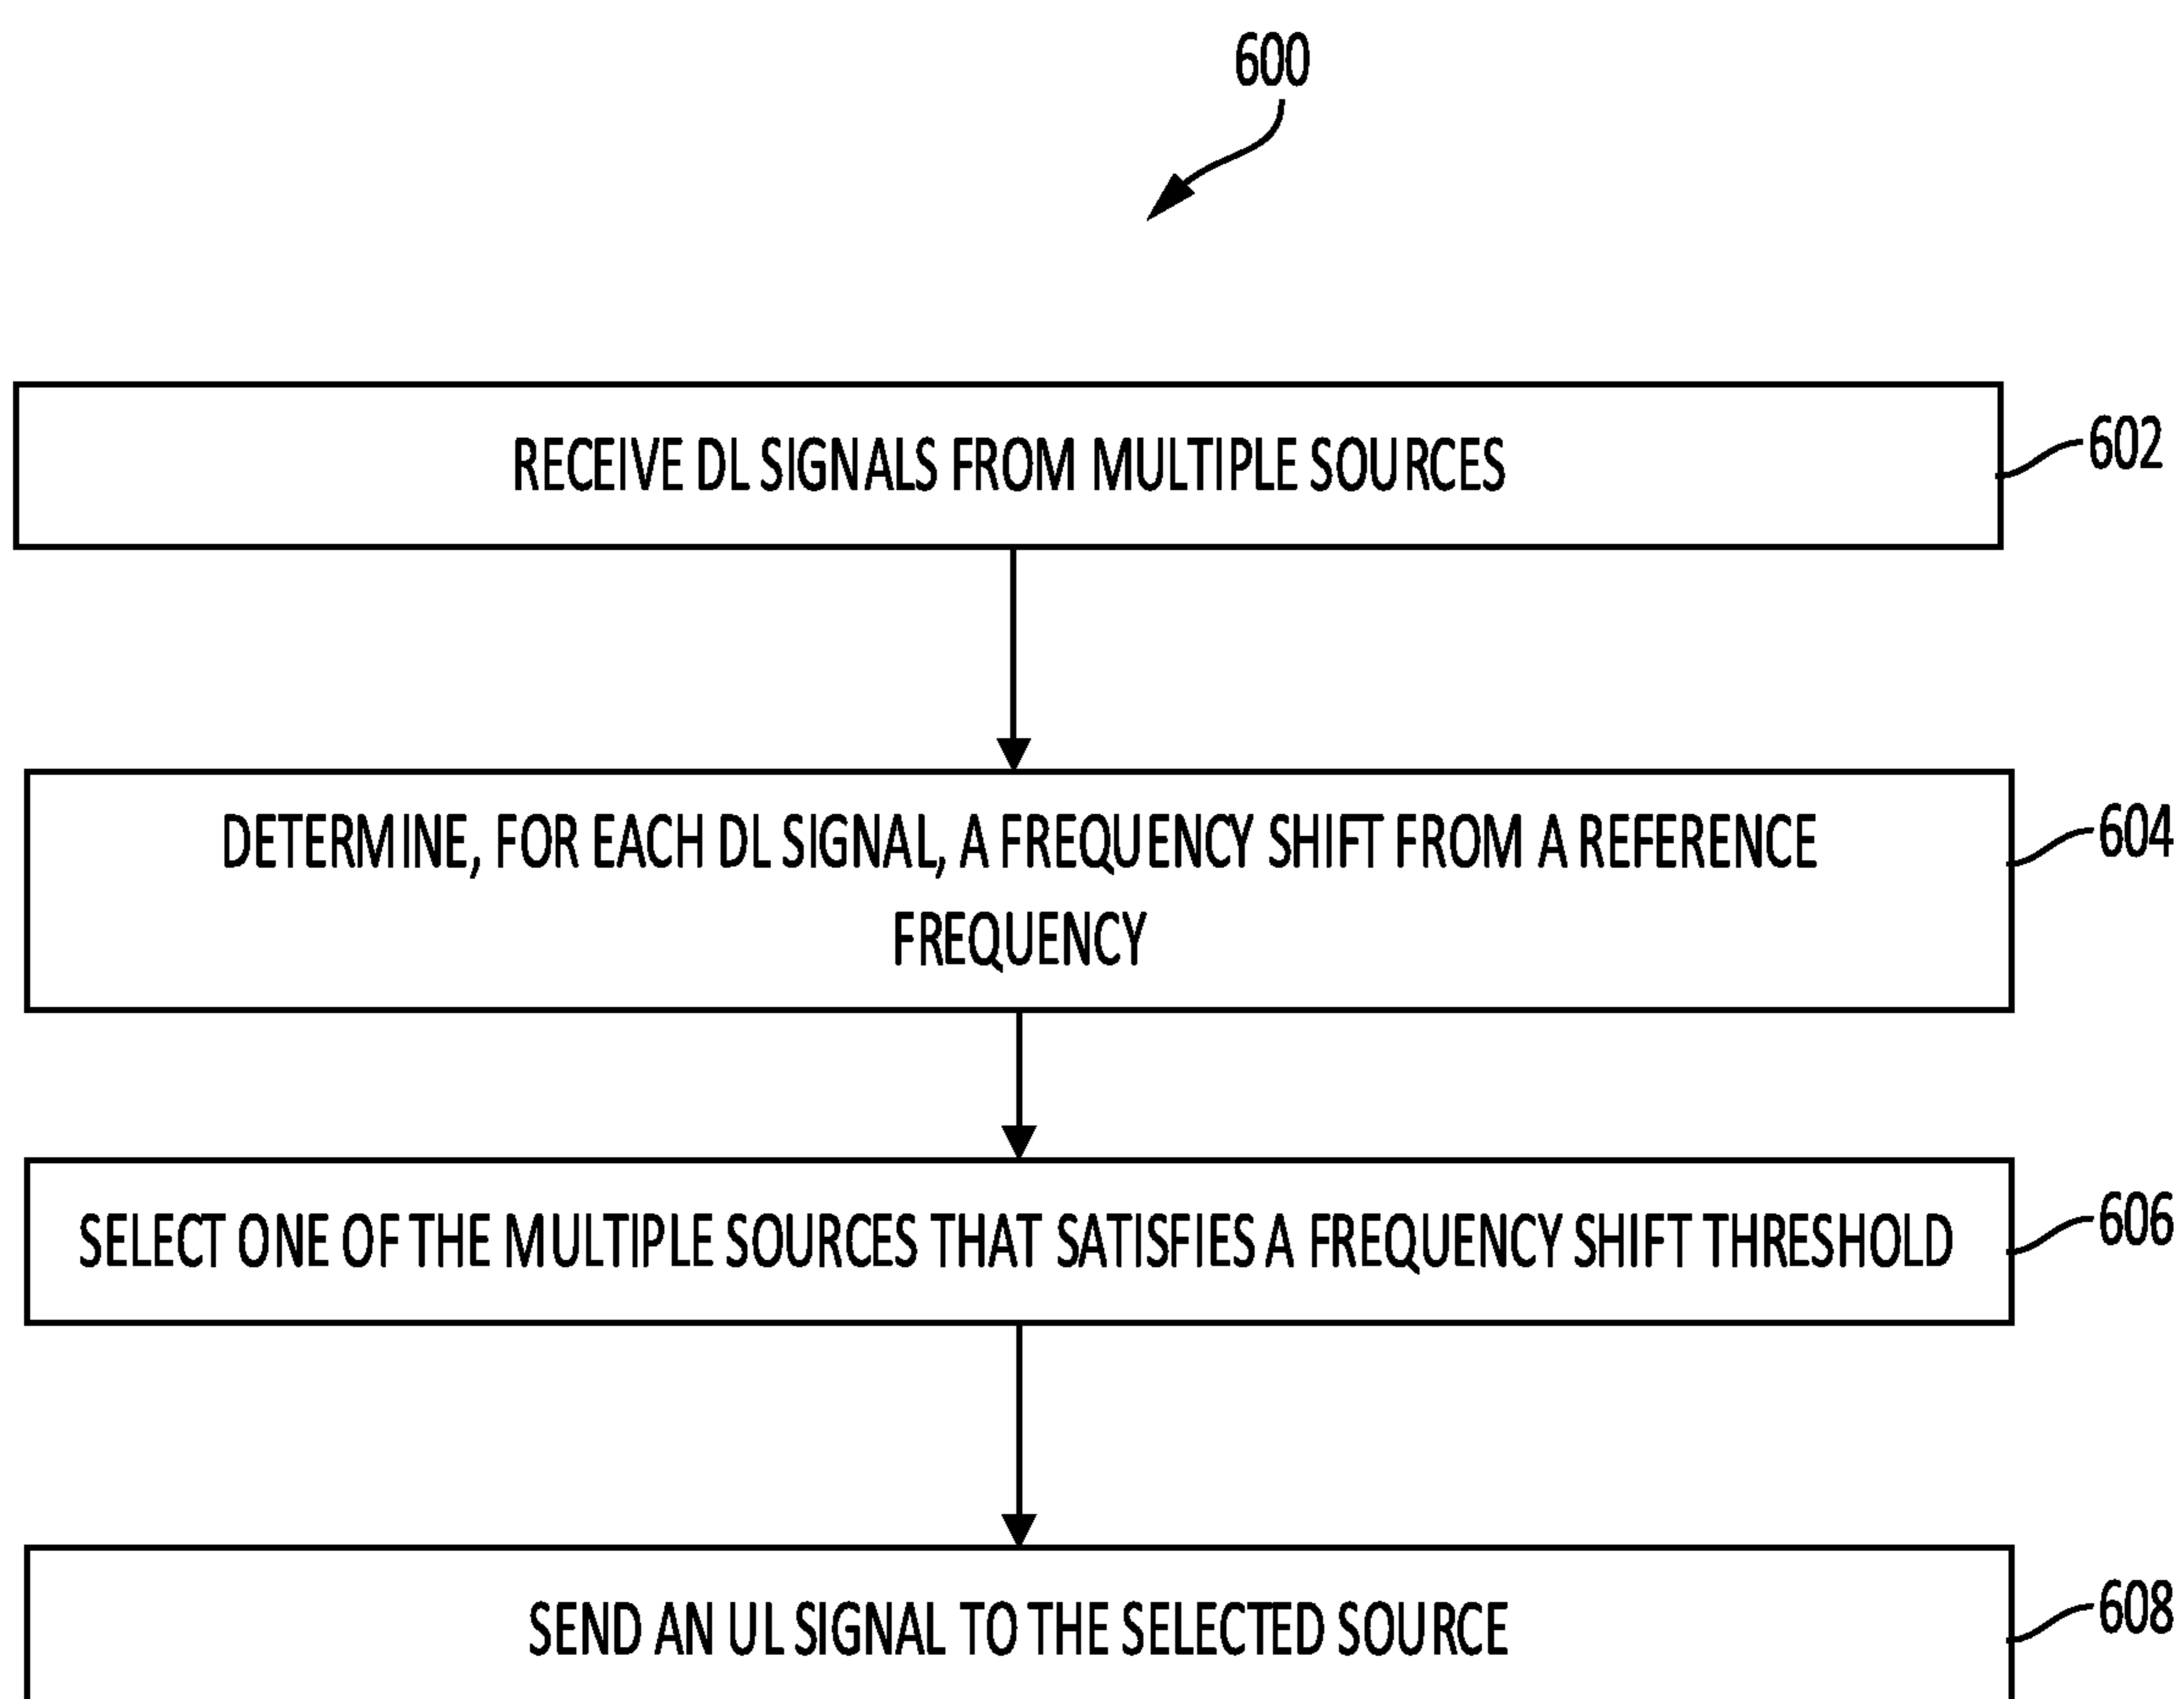 600
RECEIVE DL SIGNALS FROM MULTIPLE SOURCES
602
DETERMINE, FOR EACH DL SIGNAL, A FREQUENCY SHIFT FROM A REFERENCE
FREQUENCY
604
SELECT ONE OF THE MULTIPLE SOURCES THAT SATISFIES A FREQUENCY SHIFT THRESHOLD
606
SEND AN UL SIGNAL TO THE SELECTED SOURCE
608